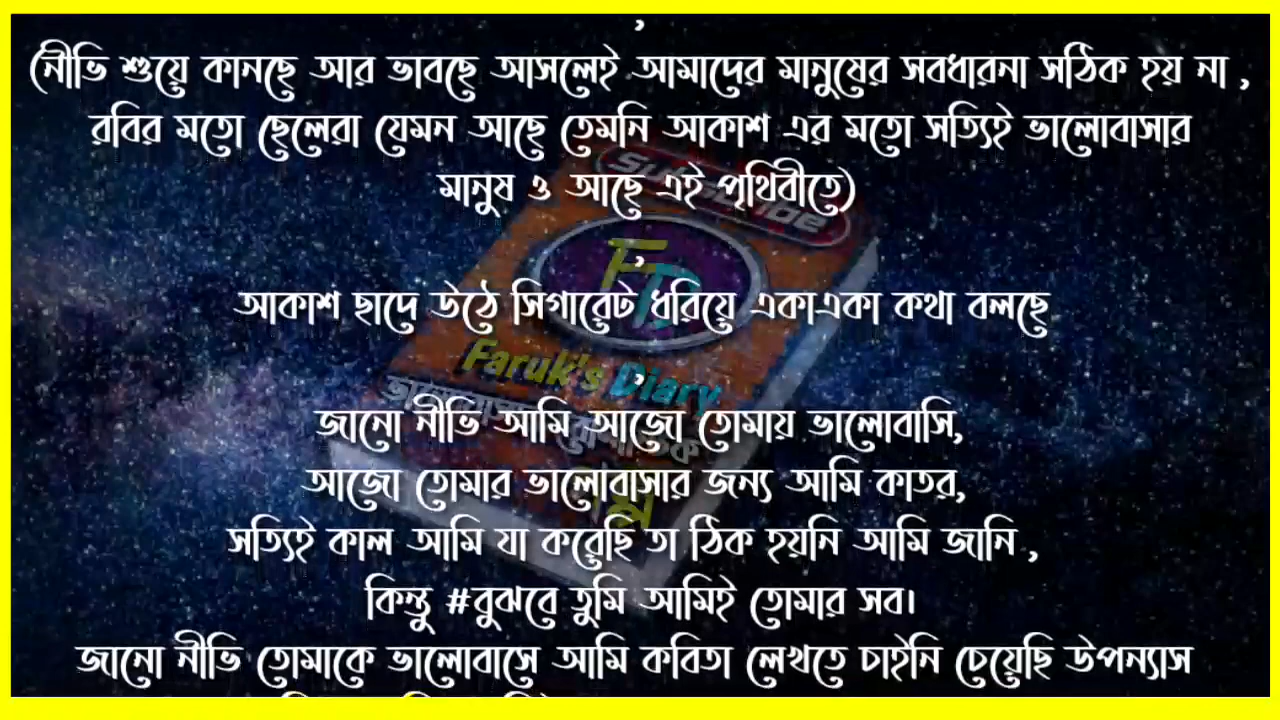 ,
(নীভি শুয়ে কানছে আর ভাবছে আসলেই আমাদের মানুষের সবধারনা সঠিক হয় না ,
রবির মতো ছেলেরা যেমন আছে তেমনি আকাশ এর মতো সত্যিই ভালোবাসার
মানুষ ও আছে এই পৃথিবীতে)
,
আকাশ ছাদে উঠে সিগারেট ধরিয়ে একাএকা কথা বলছে
,
জানো নীভি আমি আজো তোমায় ভালোবাসি,
আজো তোমার ভালোবাসার জন্য আমি কাতর,
সত্যিই কাল আমি যা করেছি তা ঠিক হয়নি আমি জানি ,
কিন্তু #বুঝবে তুমি আমিই তোমার সব।
জানো নীভি তোমাকে ভালোবাসে আমি কবিতা লেখতে চাইনি চেয়েছি উপন্যাস
Subscribe
FD
Faruk's Diary